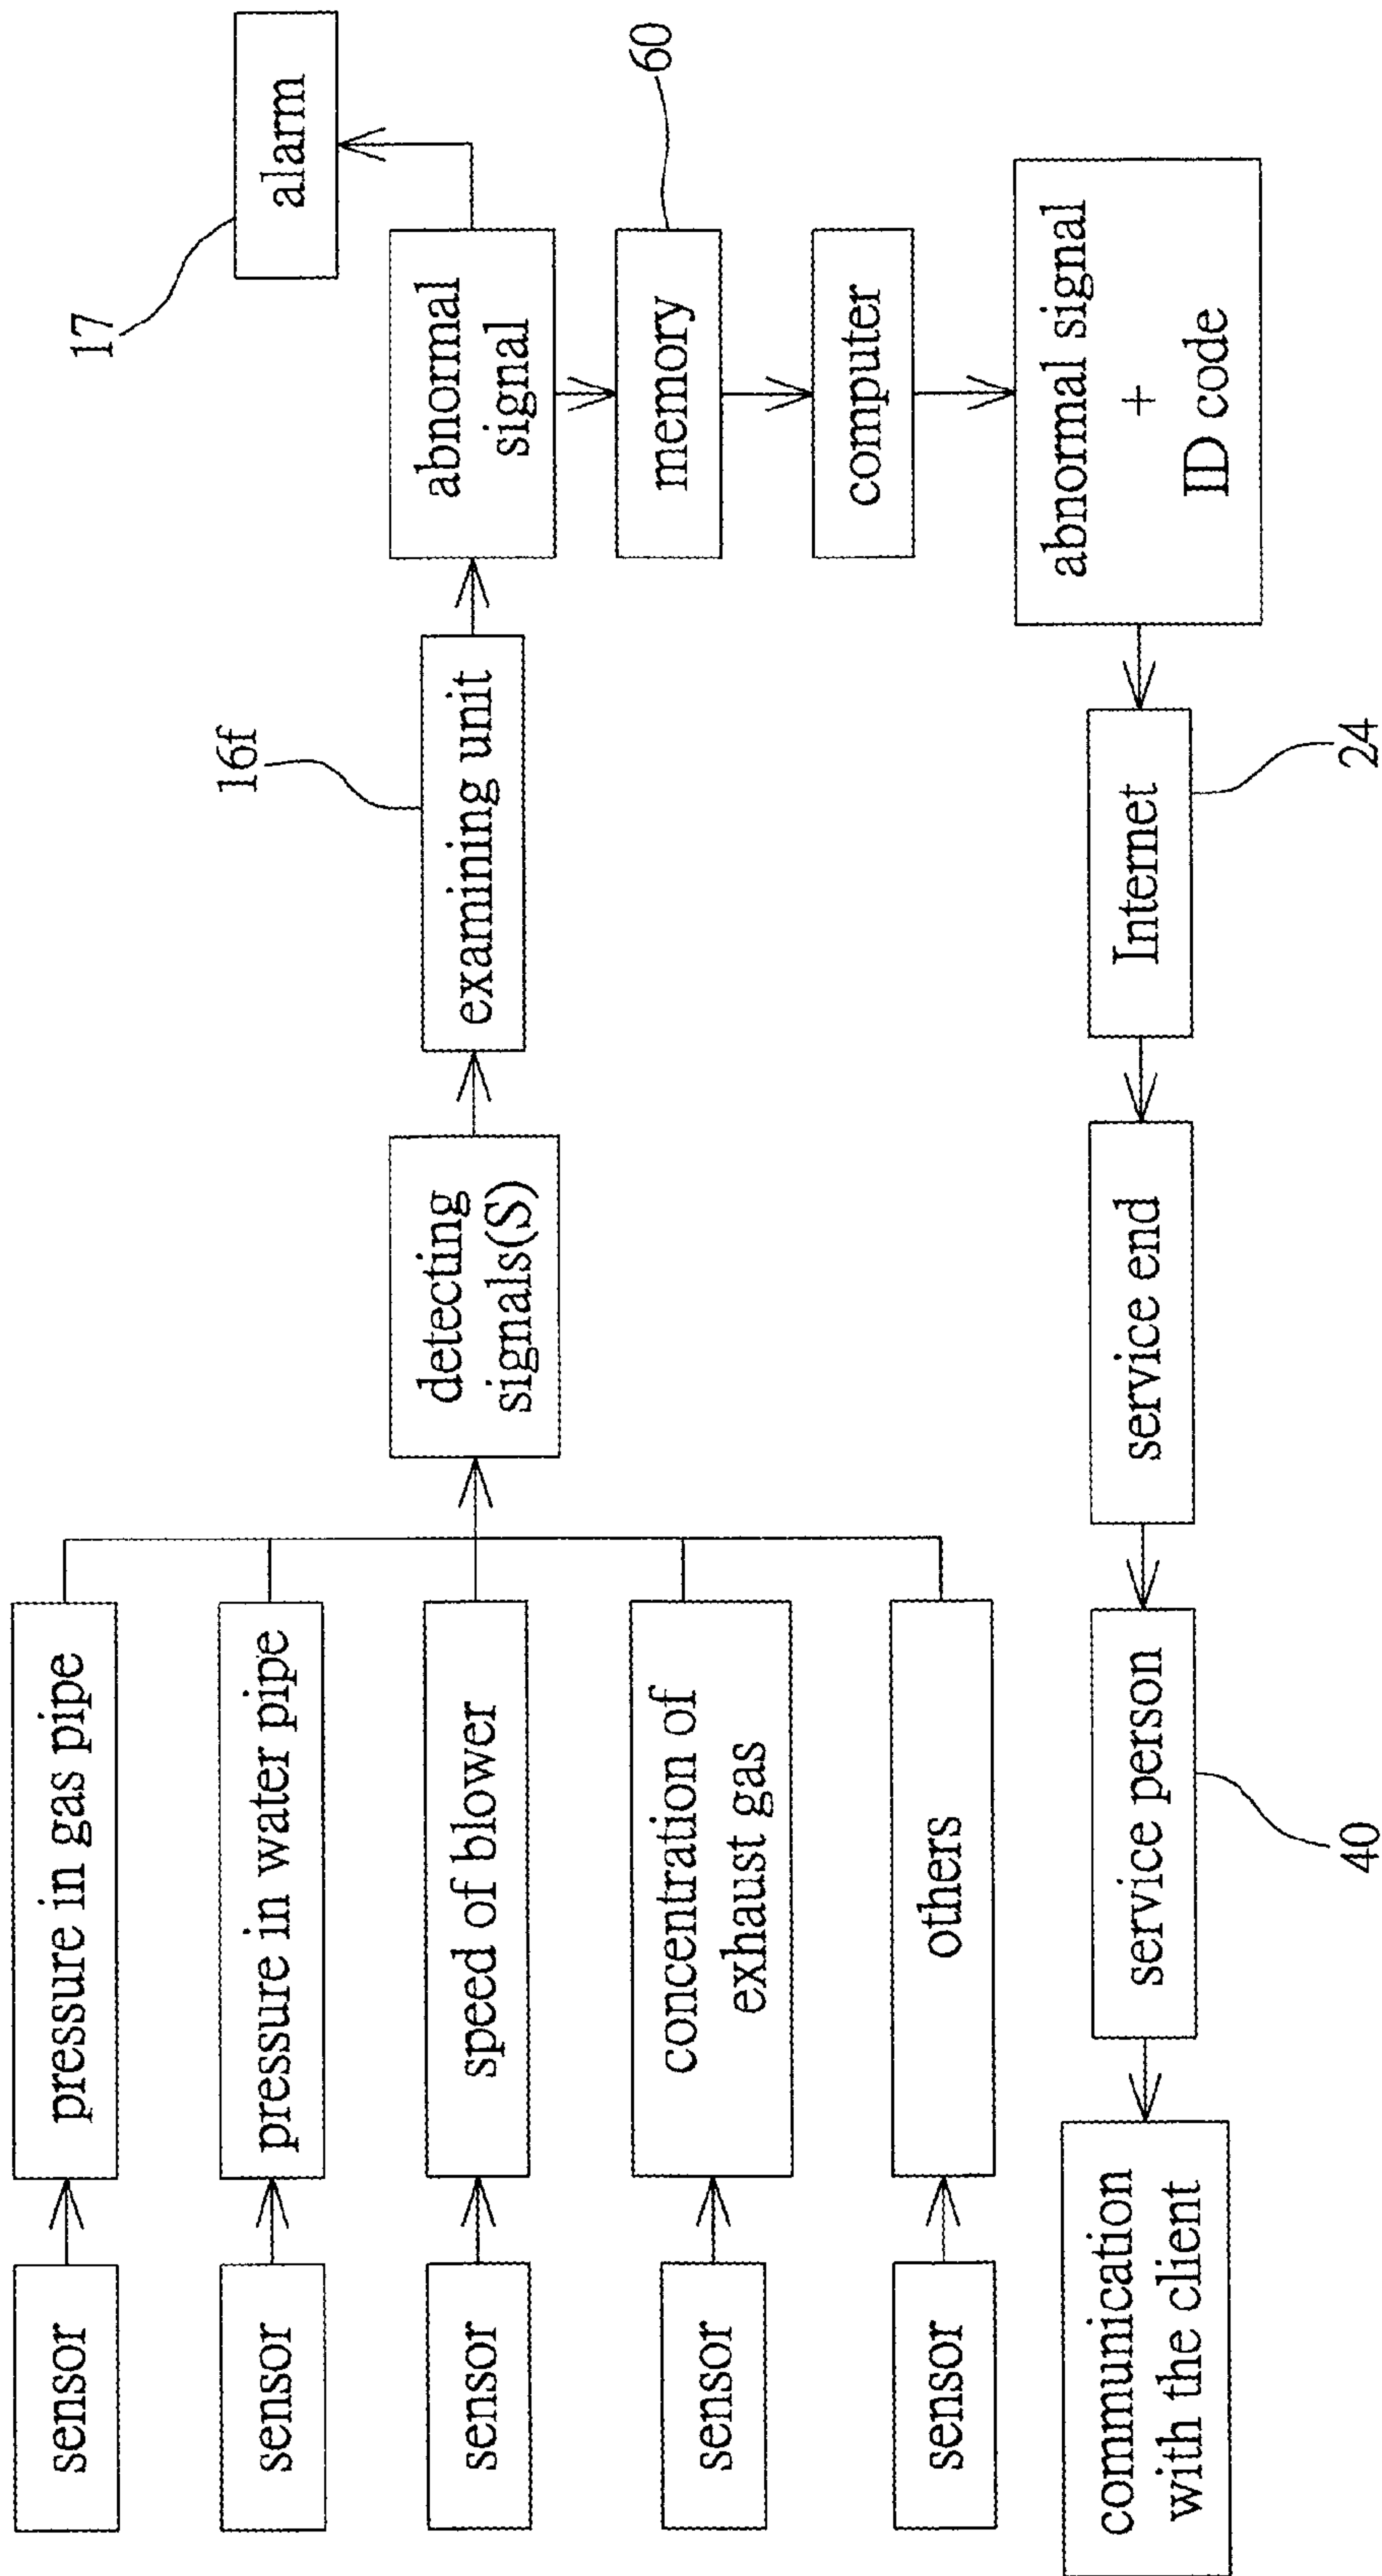 sensor
pressure in gas pipe
sensor
pressure in water pipe
sensor
speed of blower
sensor
concentration of
exhaust gas
sensor
others
detecting
signals(S)
16f
examining unit
abnormal
signal
17
alarm
60
memory
computer
abnormal signal
+
ID code
Internet
24
service end
service person
40
communication
with the client